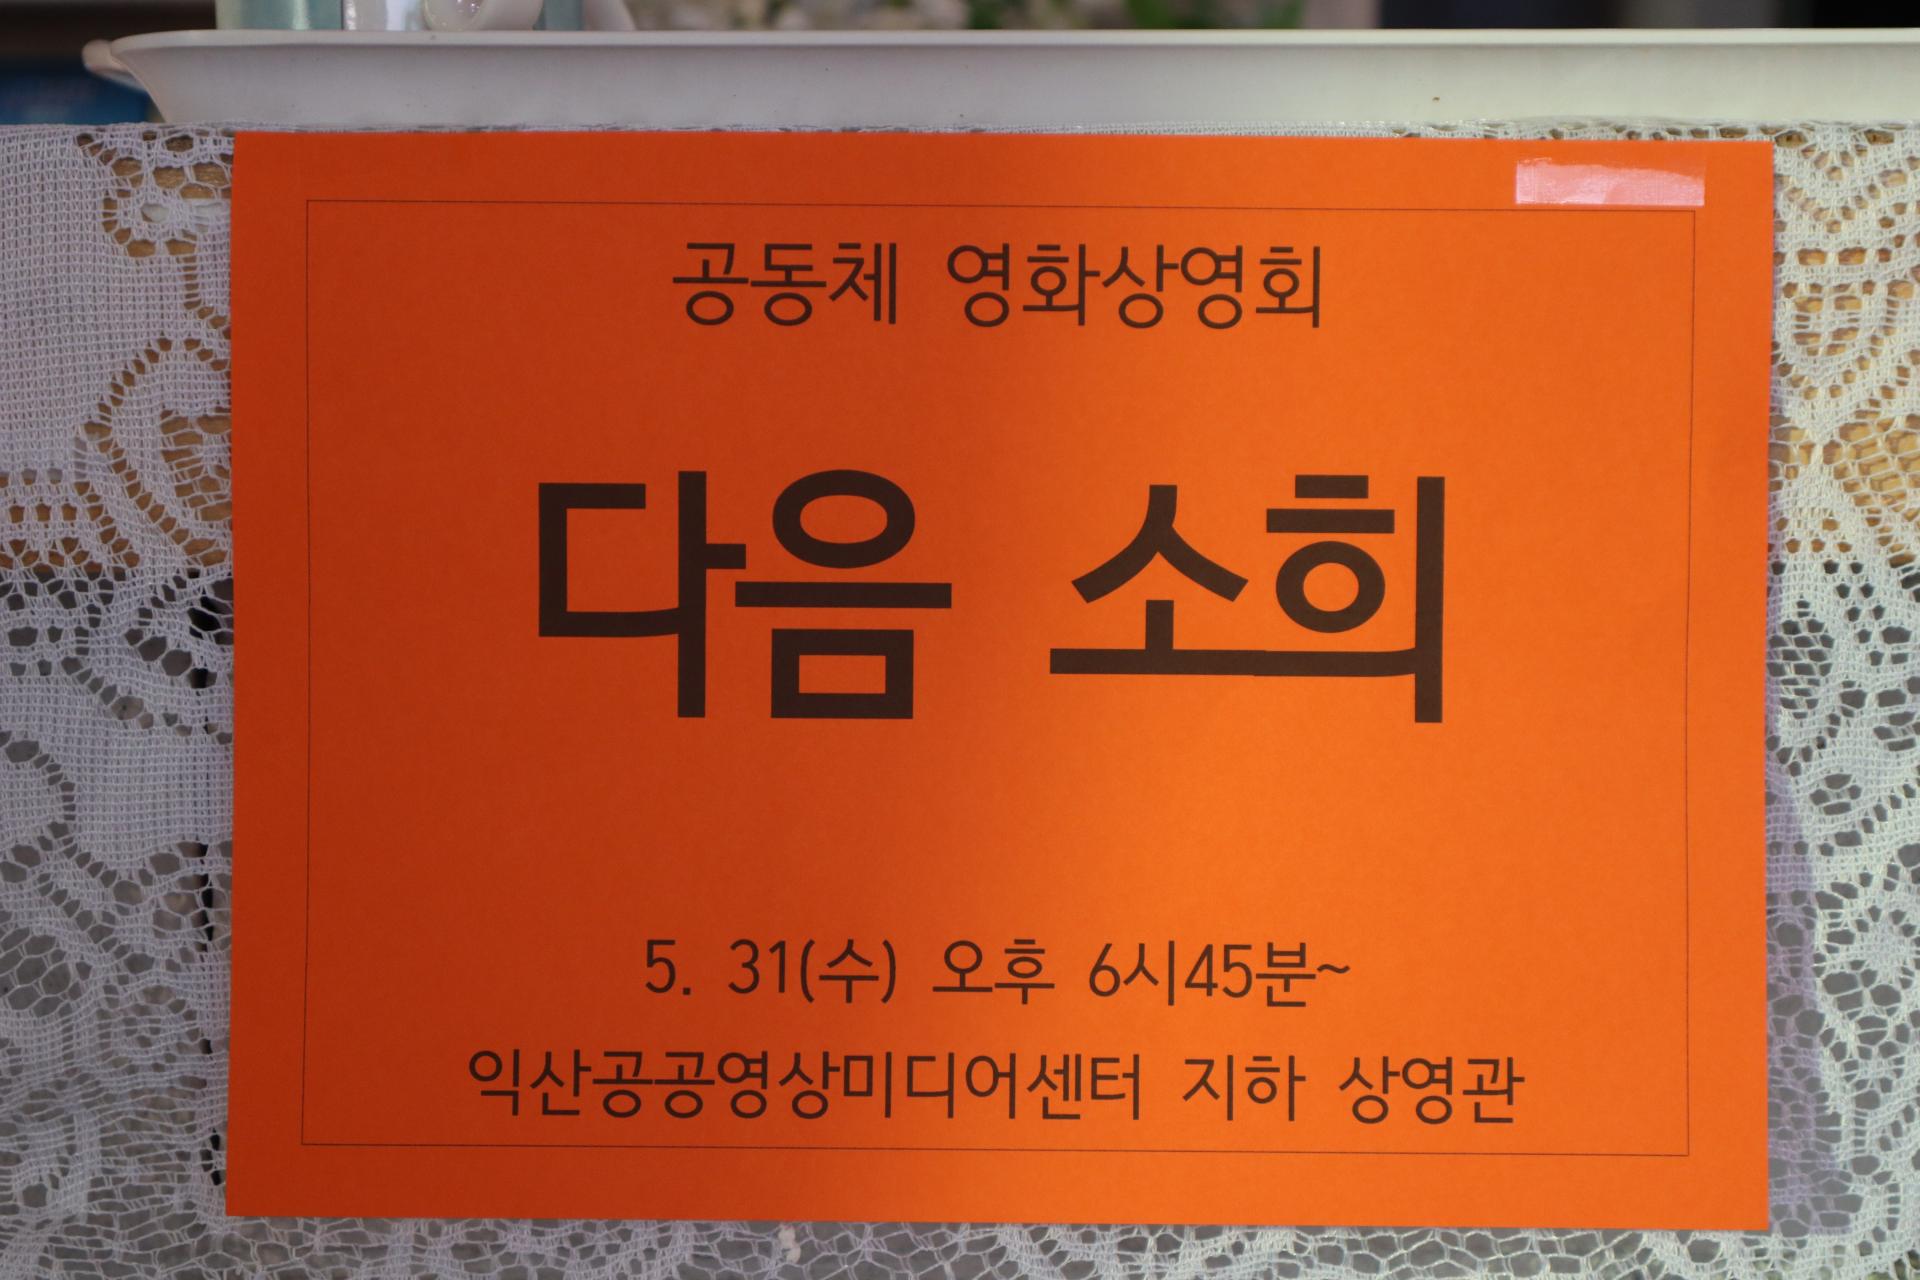 공동체 영화상영회
다음 소희
5. 31(수) 오후 6시45분~
익산공공영상미디어센터 지하 상영관